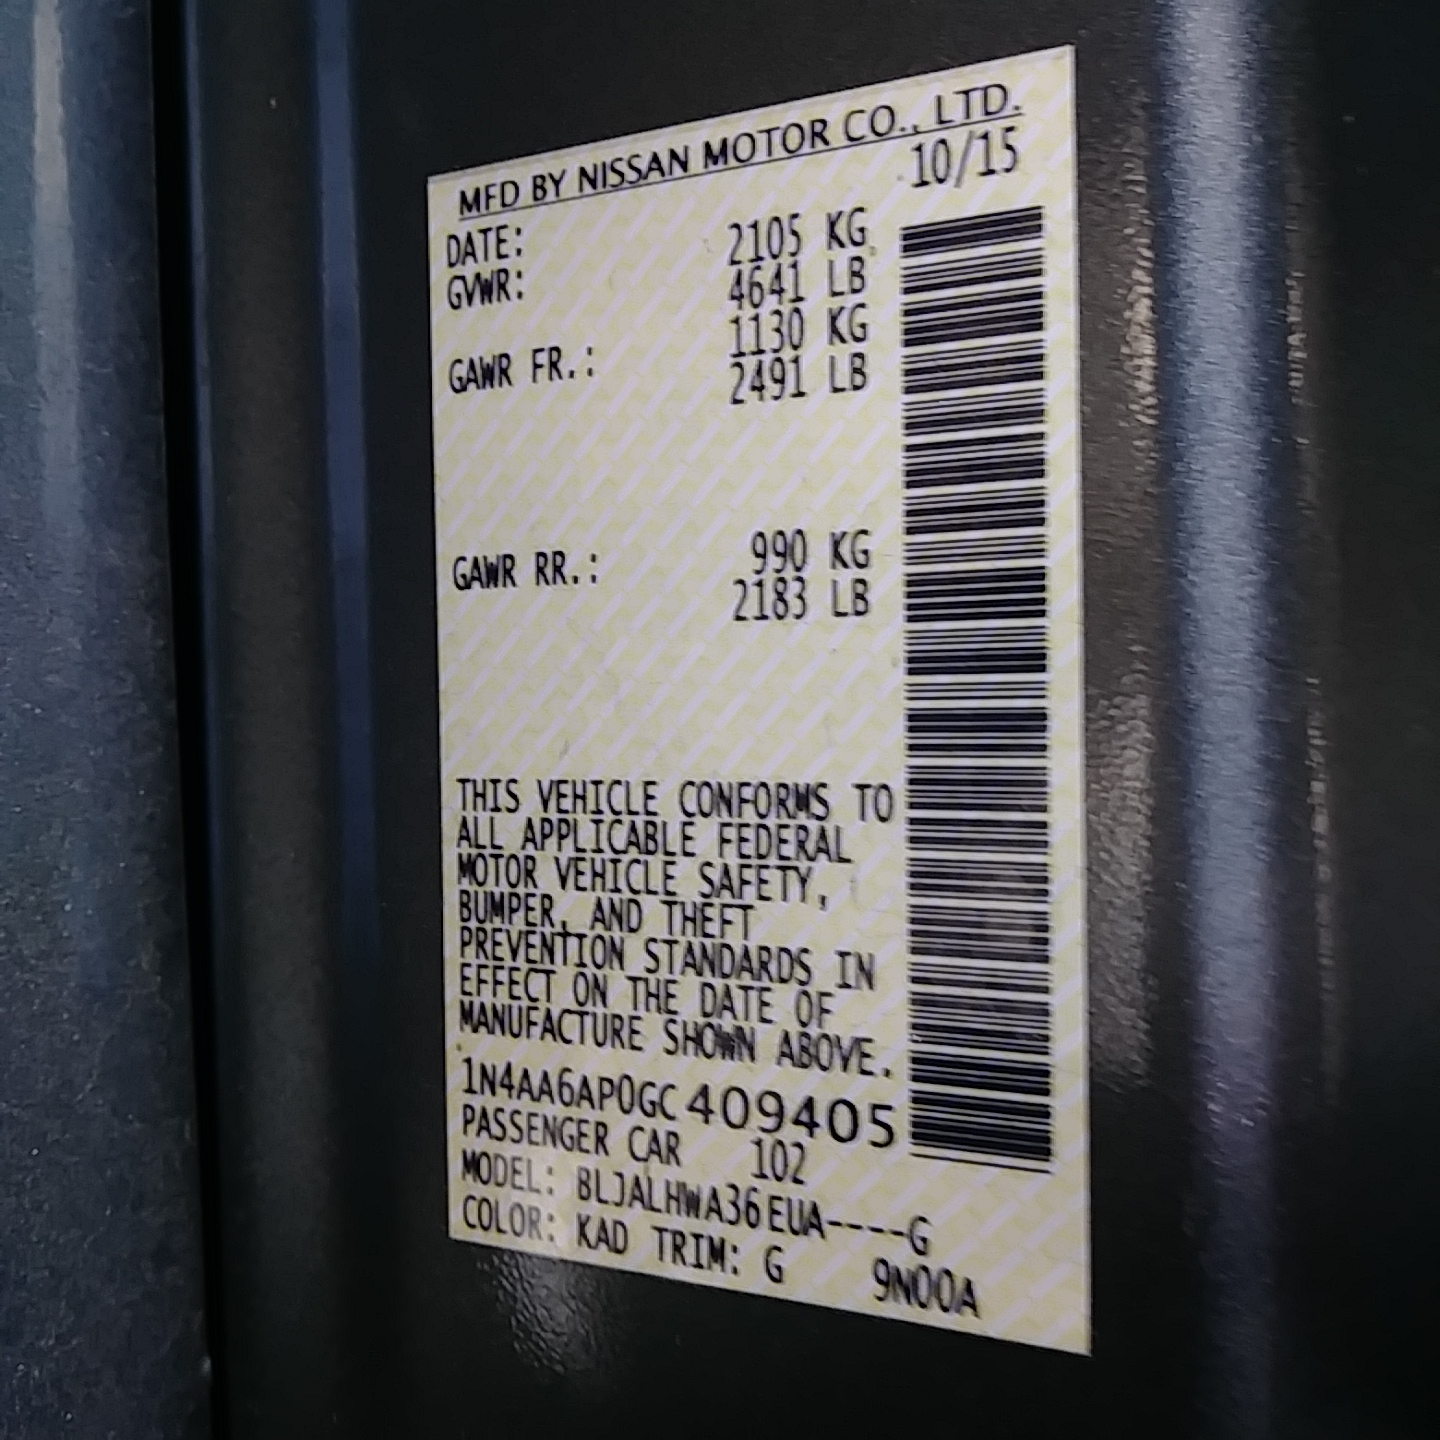 MFD BY NISSAN MOTOR CO., LTD.
DATE: 10/15
GVWR: 2105 KG
4641 LB
GAWR FR.: 1130 KG
2491 LB
GAWR RR.: 990 KG
2183 LB
THIS VEHICLE CONFORMS TO
ALL APPLICABLE FEDERAL
MOTOR VEHICLE SAFETY,
BUMPER, AND THEFT
PREVENTION STANDARDS IN
EFFECT ON THE DATE OF
MANUFACTURE SHOWN ABOVE.
1N4AA6AP0GC409405
PASSENGER CAR 102
MODEL: BLJALHWA36EUA----G
COLOR: KAD TRIM: G 9N00A